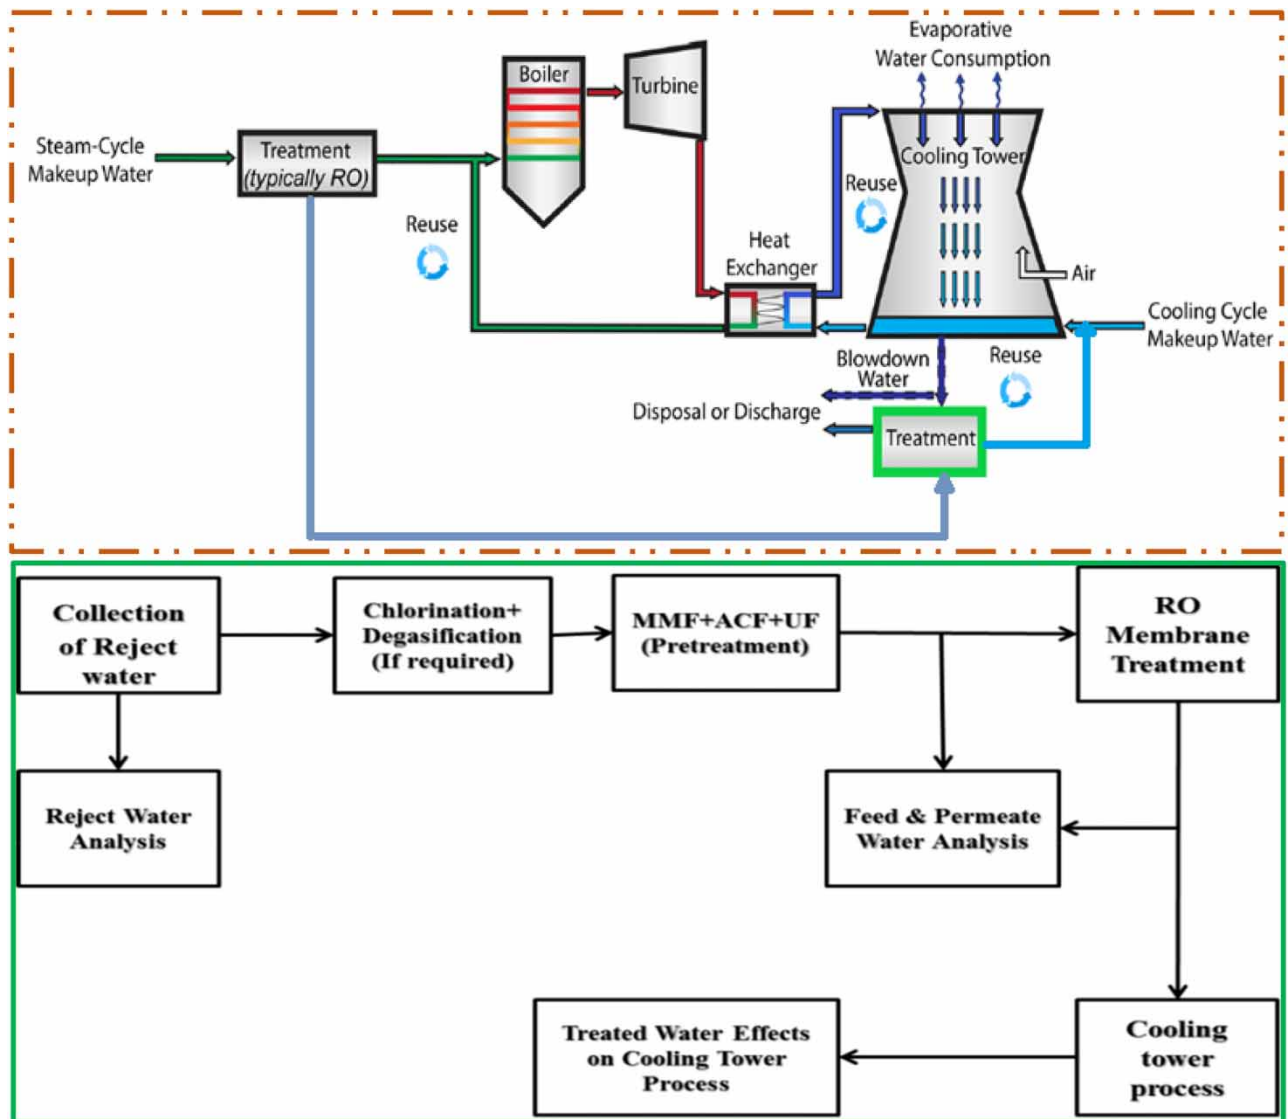 Evaporative
Water Consumption
Boiler
Turbine
Steam-Cycle
Makeup Water
Treatment
(typically RO)
Cooling Tower
Reuse
Reuse
Heat
Exchanger
Air
Cooling Cycle
Makeup Water
Blowdown
Water
Reuse
Disposal or Discharge
Treatment
Collection
of Reject
water
Chlorination+
Degasification
(If required)
MMF+ACF+UF
(Pretreatment)
RO
Membrane
Treatment
Reject Water
Analysis
Feed & Permeate
Water Analysis
Treated Water Effects
on Cooling Tower
Process
Cooling
tower
process